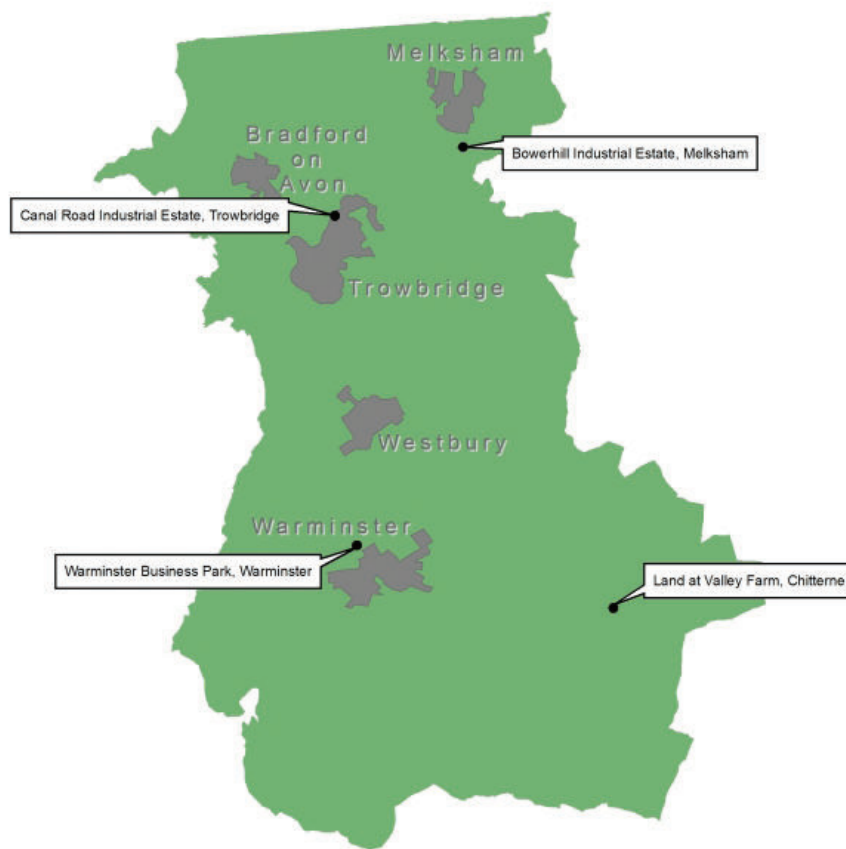 Melksham
Bowerhill Industrial Estate, Melksham
Bradford
on
Avon
Canal Road Industrial Estate, Trowbridge
Trowbridge
Westbury
Warminster
Warminster Business Park, Warminster
Land at Valley Farm, Chitterne